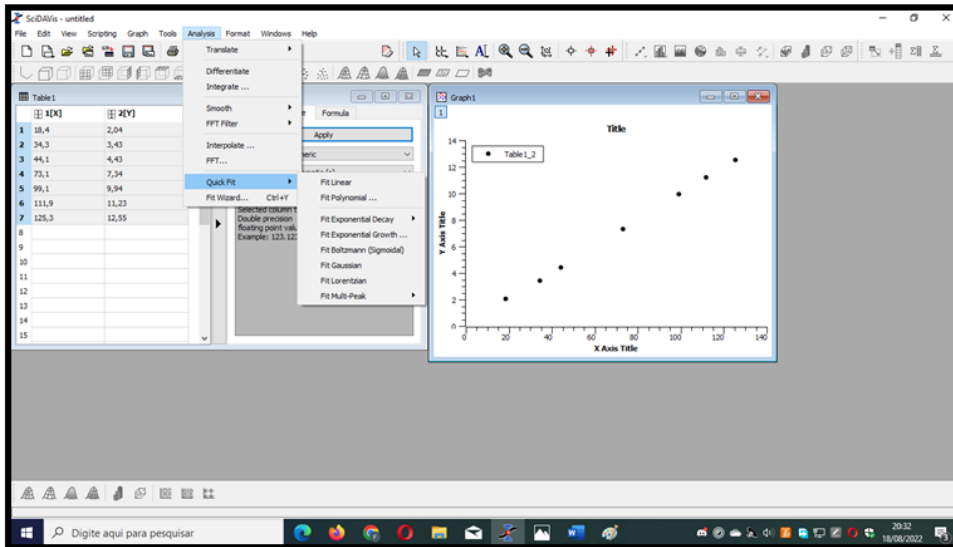 SciDAVis - untitled
File Edit View Scripting Graph Tools Analysis Format Windows Help
Translate
Differentiate
Integrate ...
Smooth
FFT Filter
Interpolate ...
FFT...
Quick Fit
Fit Wizard... Ctrl+Y
Fit Linear
Fit Polynomial ...
Fit Exponential Decay
Fit Exponential Growth ...
Fit Boltzmann (Sigmoidal)
Fit Gaussian
Fit Lorentzian
Fit Multi-Peak
Table1
1[X] 2[Y]
1 18,4 2,04
2 34,3 3,43
3 44,1 4,43
4 73,1 7,34
5 99,1 9,94
6 111,9 11,23
7 125,3 12,55
8
9
10
11
12
13
14
15
Formula
Apply
Selected column
Double precision
floating point
Example:
Graph1
1
Title
Table1_2
Y Axis Title
14
12
10
8
6
4
2
0
0 20 40 60 80 100 120 140
X Axis Title
Digite aqui para pesquisar
20:32
18/08/2022